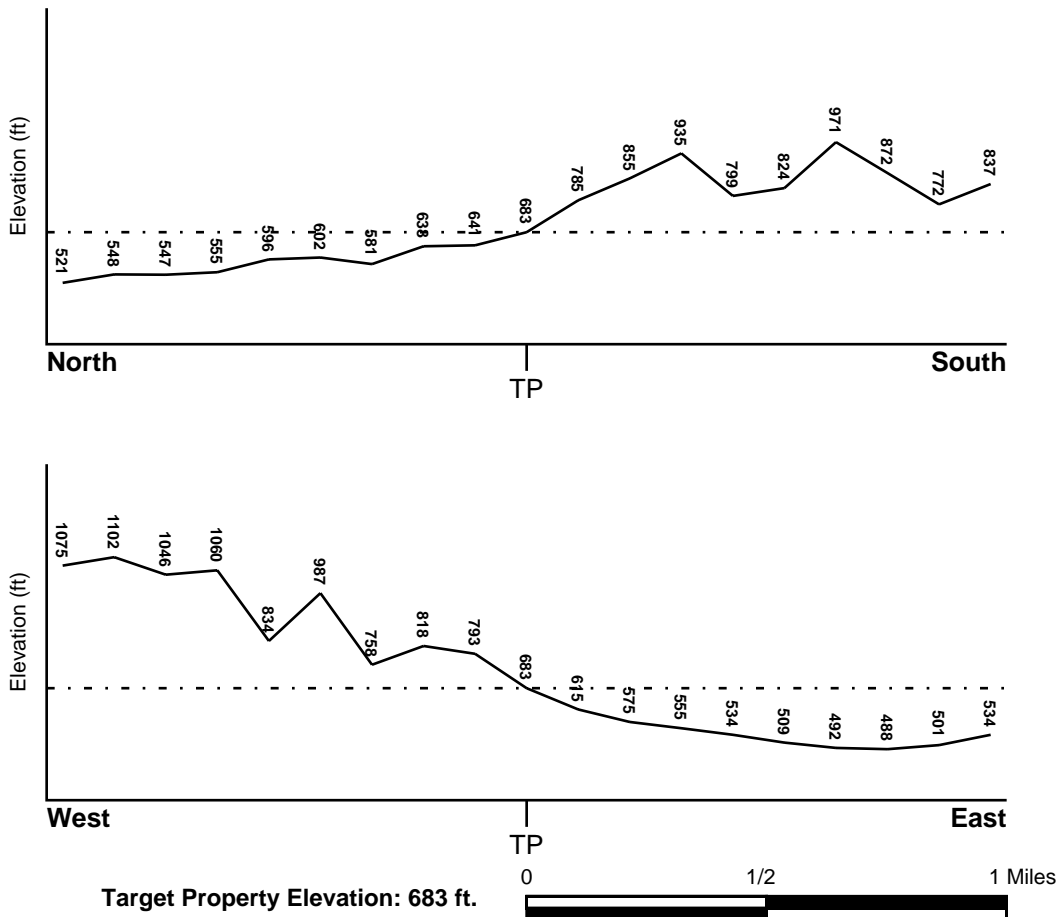 Elevation (ft)
521 548 547 555 596 602 581 638 641 683 785 855 935 799 824 971 872 772 837
North South
TP
Elevation (ft)
1075 1102 1046 1060 834 987 758 818 793 683 615 575 555 534 509 492 488 501 534
West East
TP
Target Property Elevation: 683 ft.
0 1/2 1 Miles